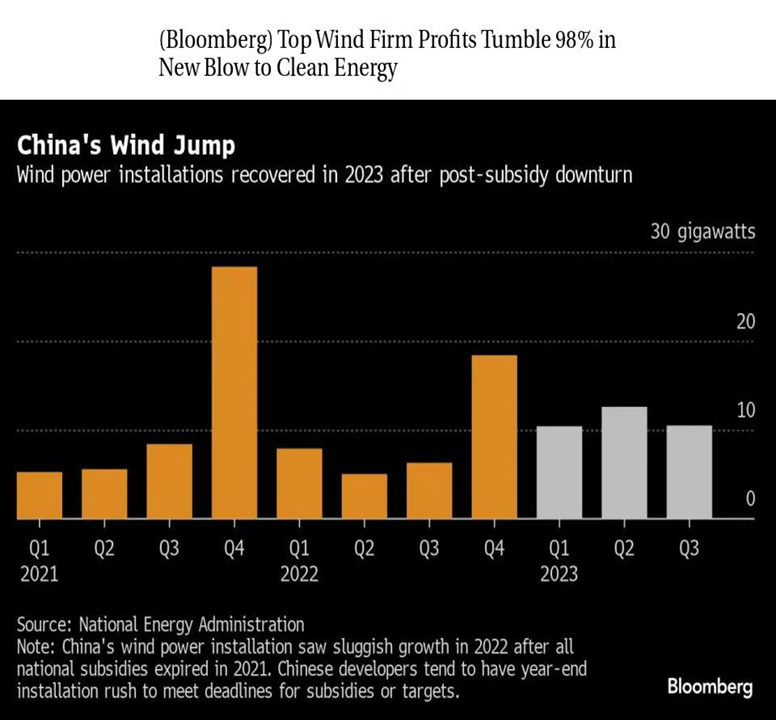 (Bloomberg) Top Wind Firm Profits Tumble 98% in
New Blow to Clean Energy
China's Wind Jump
Wind power installations recovered in 2023 after post-subsidy downturn
30 gigawatts
20
10
0
Q1 Q2 Q3 Q4 Q1 Q2 Q3 Q4 Q1 Q2 Q3
2021 2022 2023
Source: National Energy Administration
Note: China's wind power installation saw sluggish growth in 2022 after all
national subsidies expired in 2021. Chinese developers tend to have year-end
installation rush to meet deadlines for subsidies or targets.
Bloomberg